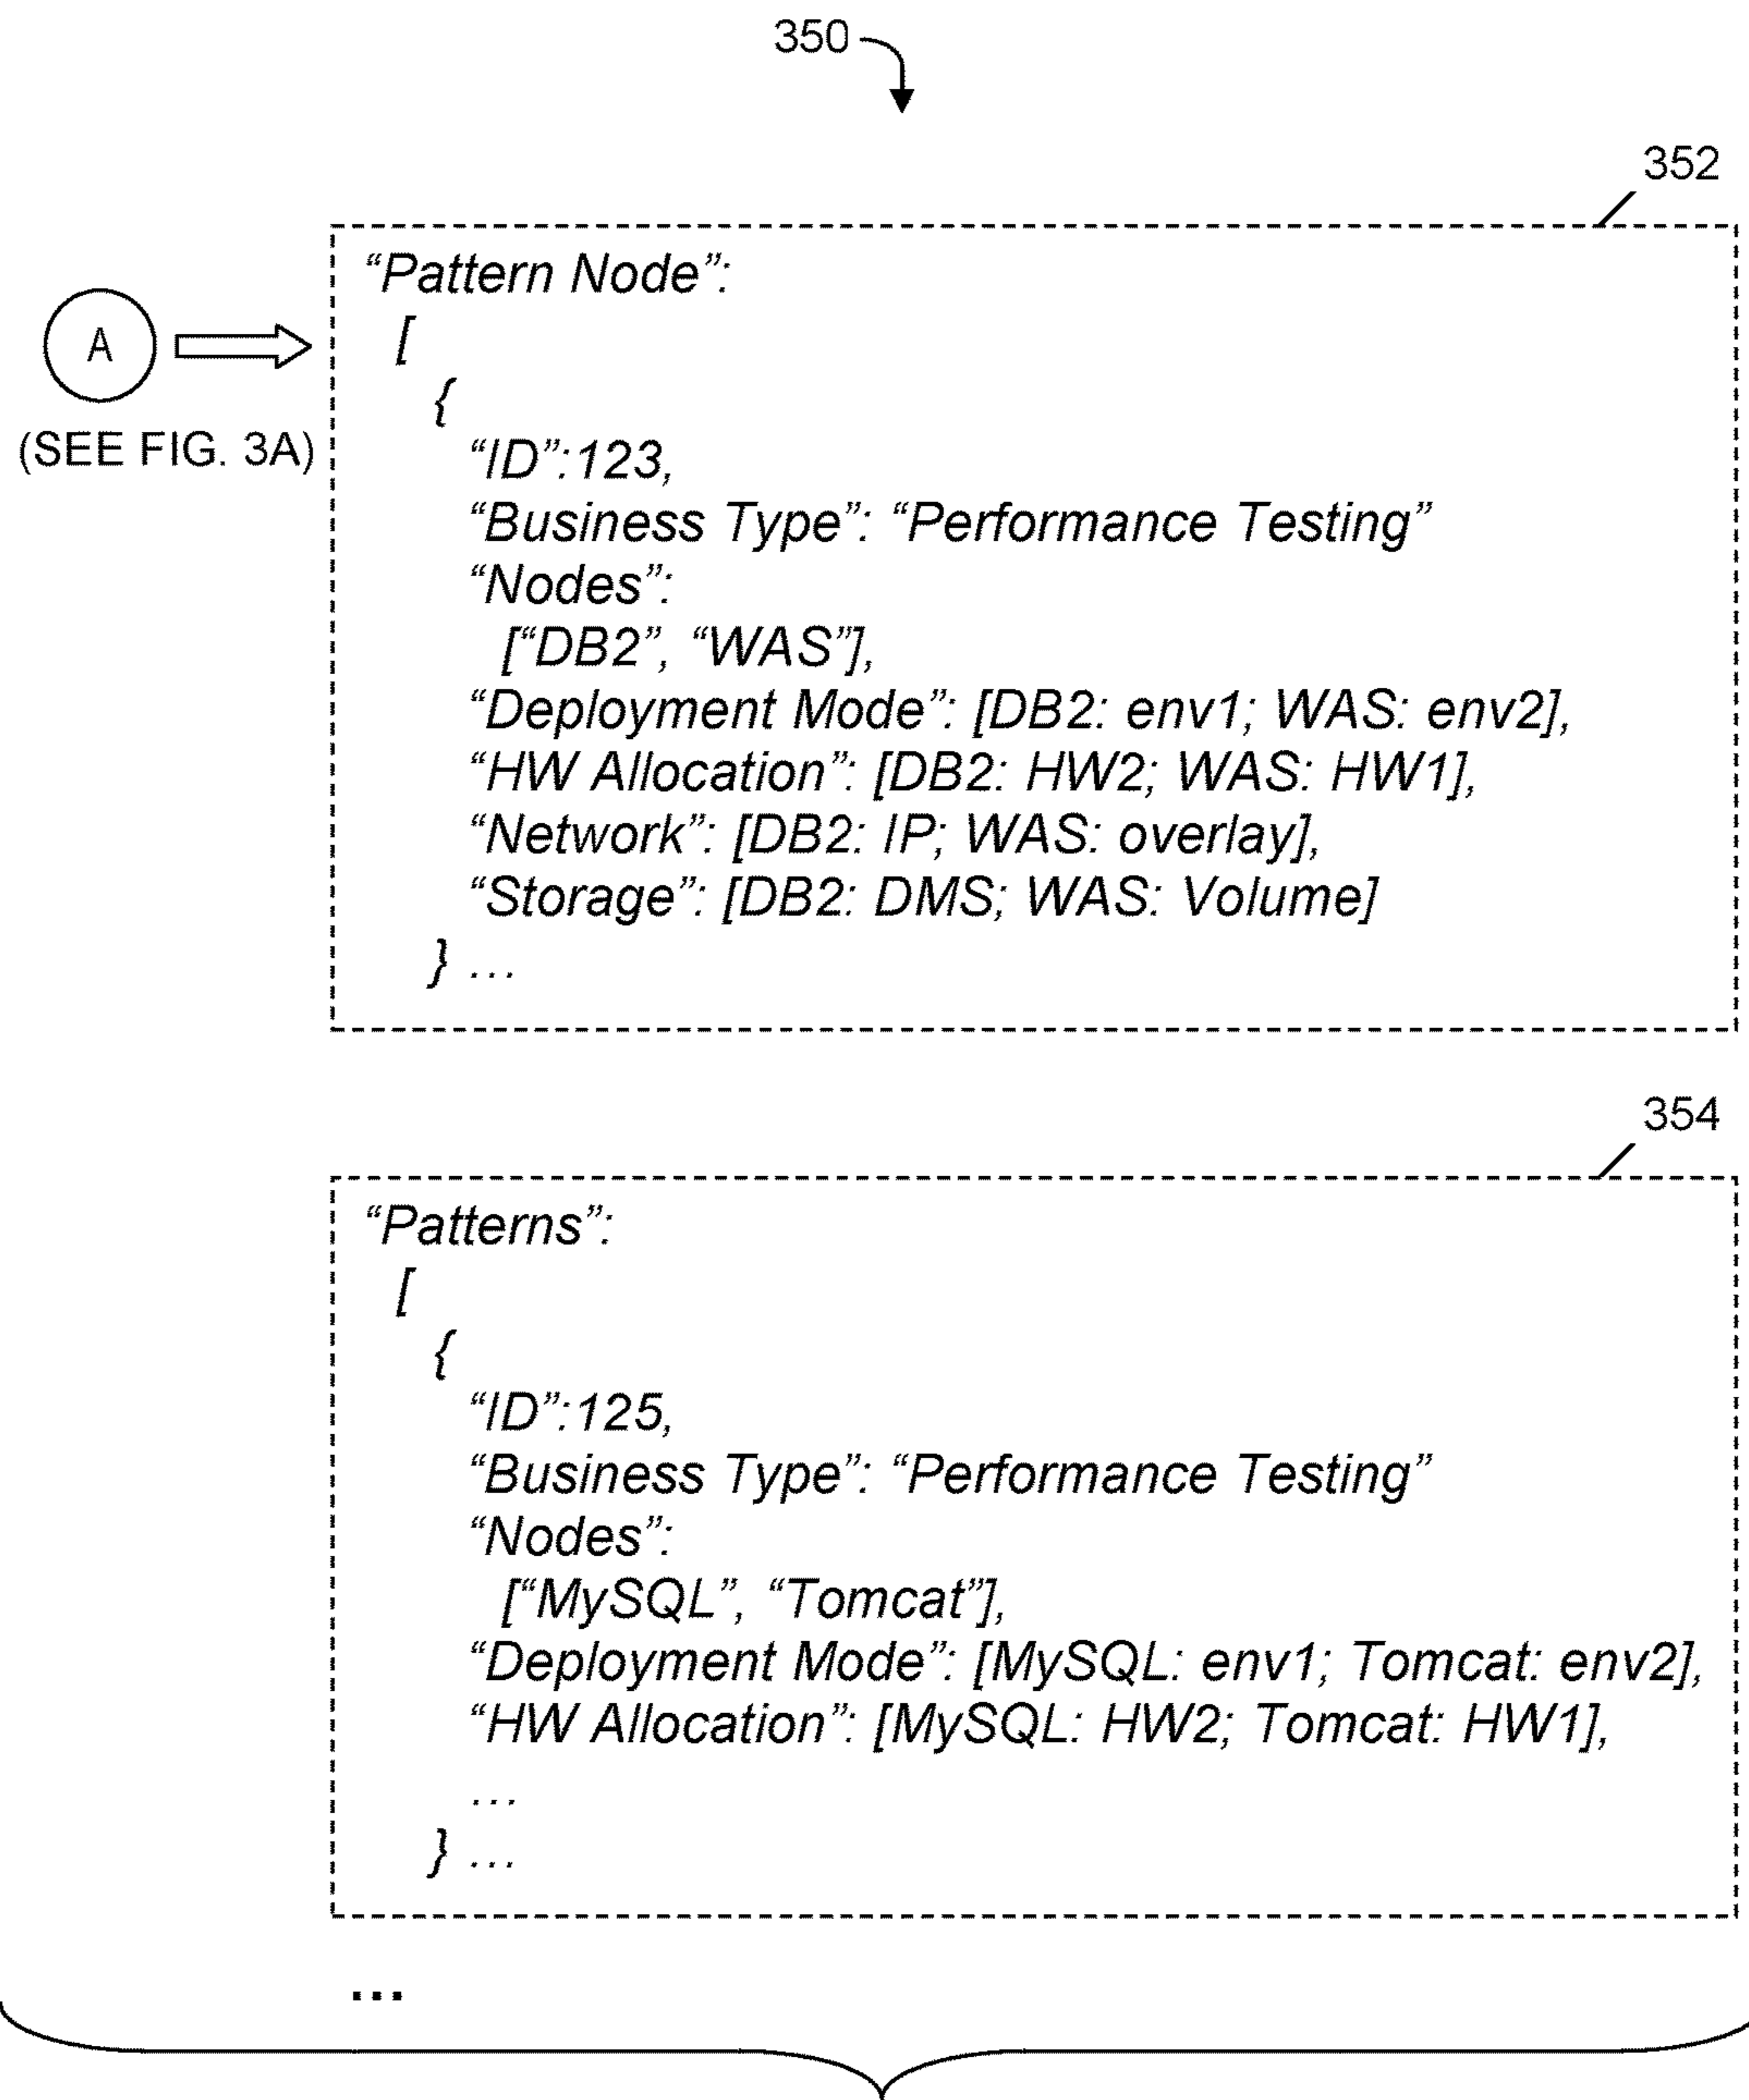 350
352
“Pattern Node”:
[
{
“ID”:123,
“Business Type”: “Performance Testing”
“Nodes”:
[“DB2”, “WAS”],
“Deployment Mode”: [DB2: env1; WAS: env2],
“HW Allocation”: [DB2: HW2; WAS: HW1],
“Network”: [DB2: IP; WAS: overlay],
“Storage”: [DB2: DMS; WAS: Volume]
} ...
A
(SEE FIG. 3A)
354
“Patterns”:
[
{
“ID”:125,
“Business Type”: “Performance Testing”
“Nodes”:
[“MySQL”, “Tomcat”],
“Deployment Mode”: [MySQL: env1; Tomcat: env2],
“HW Allocation”: [MySQL: HW2; Tomcat: HW1],
...
} ...
...